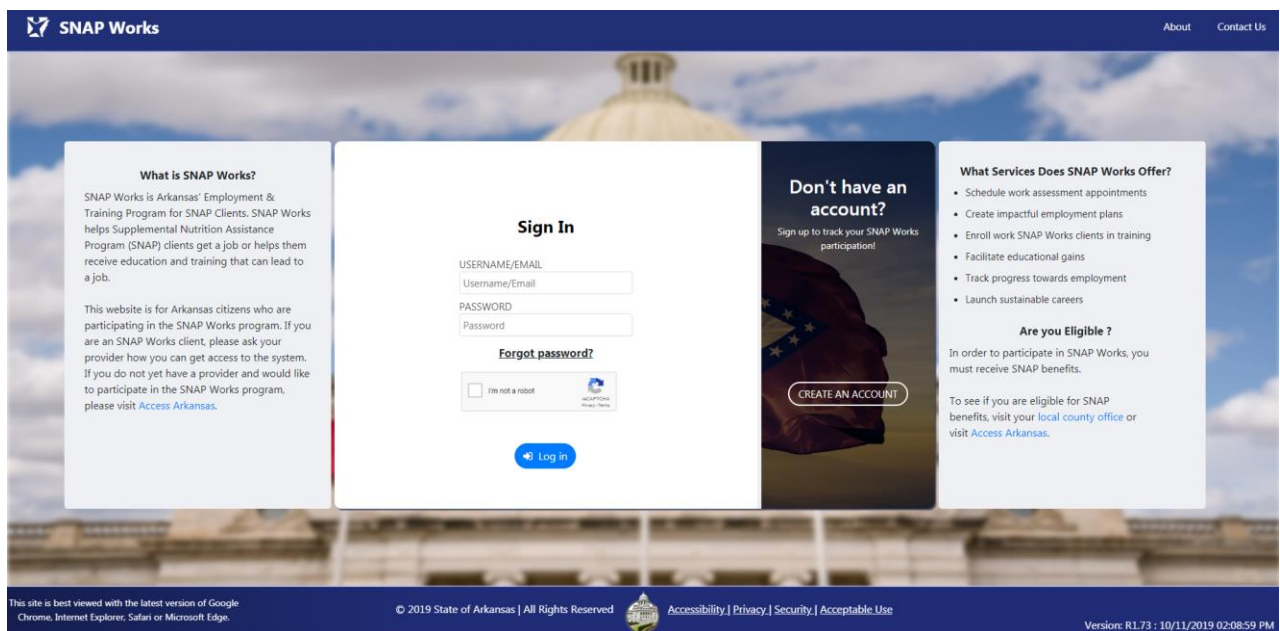 SNAP Works
About
Contact Us
What is SNAP Works?
SNAP Works is Arkansas' Employment &
Training Program for SNAP Clients. SNAP Works
helps Supplemental Nutrition Assistance
Program (SNAP) clients get a job or helps them
receive education and training that can lead to
a job.
This website is for Arkansas citizens who are
participating in the SNAP Works program. If you
are an SNAP Works client, please ask your
provider how you can get access to the system.
If you do not yet have a provider and would like
to participate in the SNAP Works program,
please visit Access Arkansas.
Sign In
USERNAME/EMAIL
Username/Email
PASSWORD
Password
Forgot password?
I'm not a robot
reCAPTCHA
Privacy - Terms
Log in
Don't have an
account?
Sign up to track your SNAP Works
participation!
CREATE AN ACCOUNT
What Services Does SNAP Works Offer?
• Schedule work assessment appointments
• Create impactful employment plans
• Enroll work SNAP Works clients in training
• Facilitate educational gains
• Track progress towards employment
• Launch sustainable careers
Are you Eligible ?
In order to participate in SNAP Works, you
must receive SNAP benefits.
To see if you are eligible for SNAP
benefits, visit your local county office or
visit Access Arkansas.
This site is best viewed with the latest version of Google
Chrome, Internet Explorer, Safari or Microsoft Edge.
© 2019 State of Arkansas | All Rights Reserved
Accessibility | Privacy | Security | Acceptable Use
Version: R1.73 : 10/11/2019 02:08:59 PM